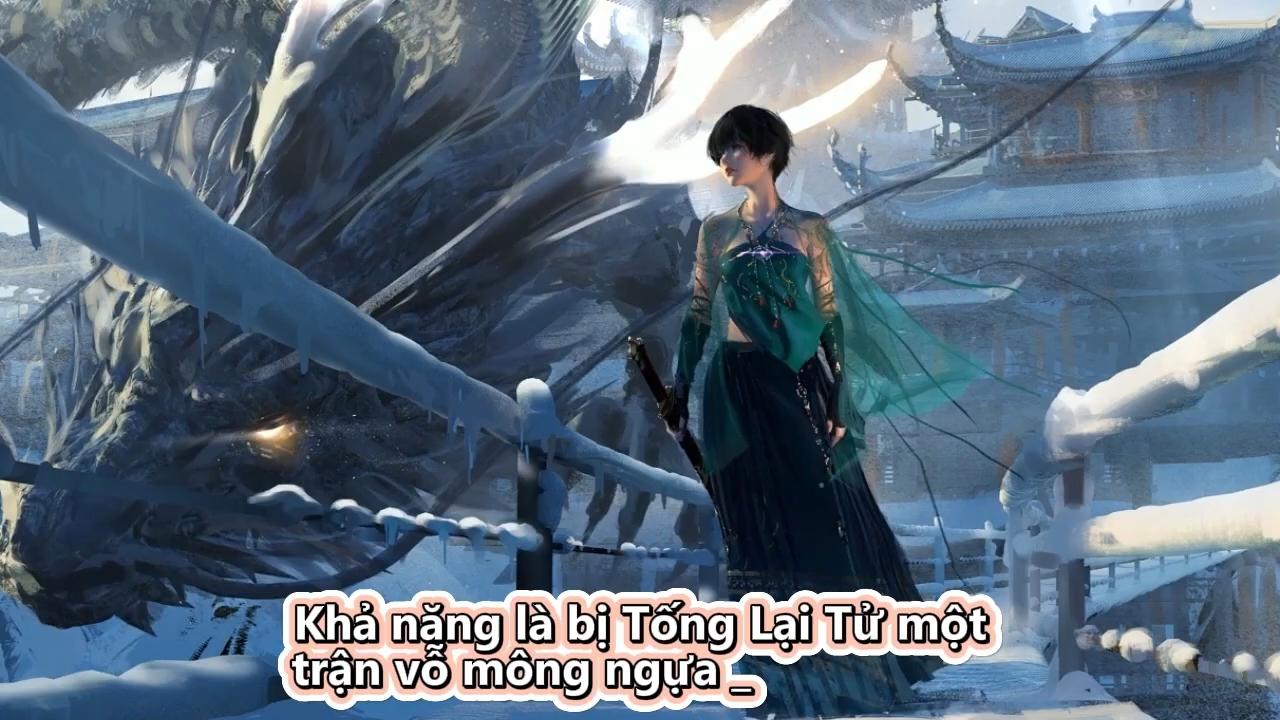 Khả năng là bị Tống Lại Tử một
trận vỗ mông ngựa _